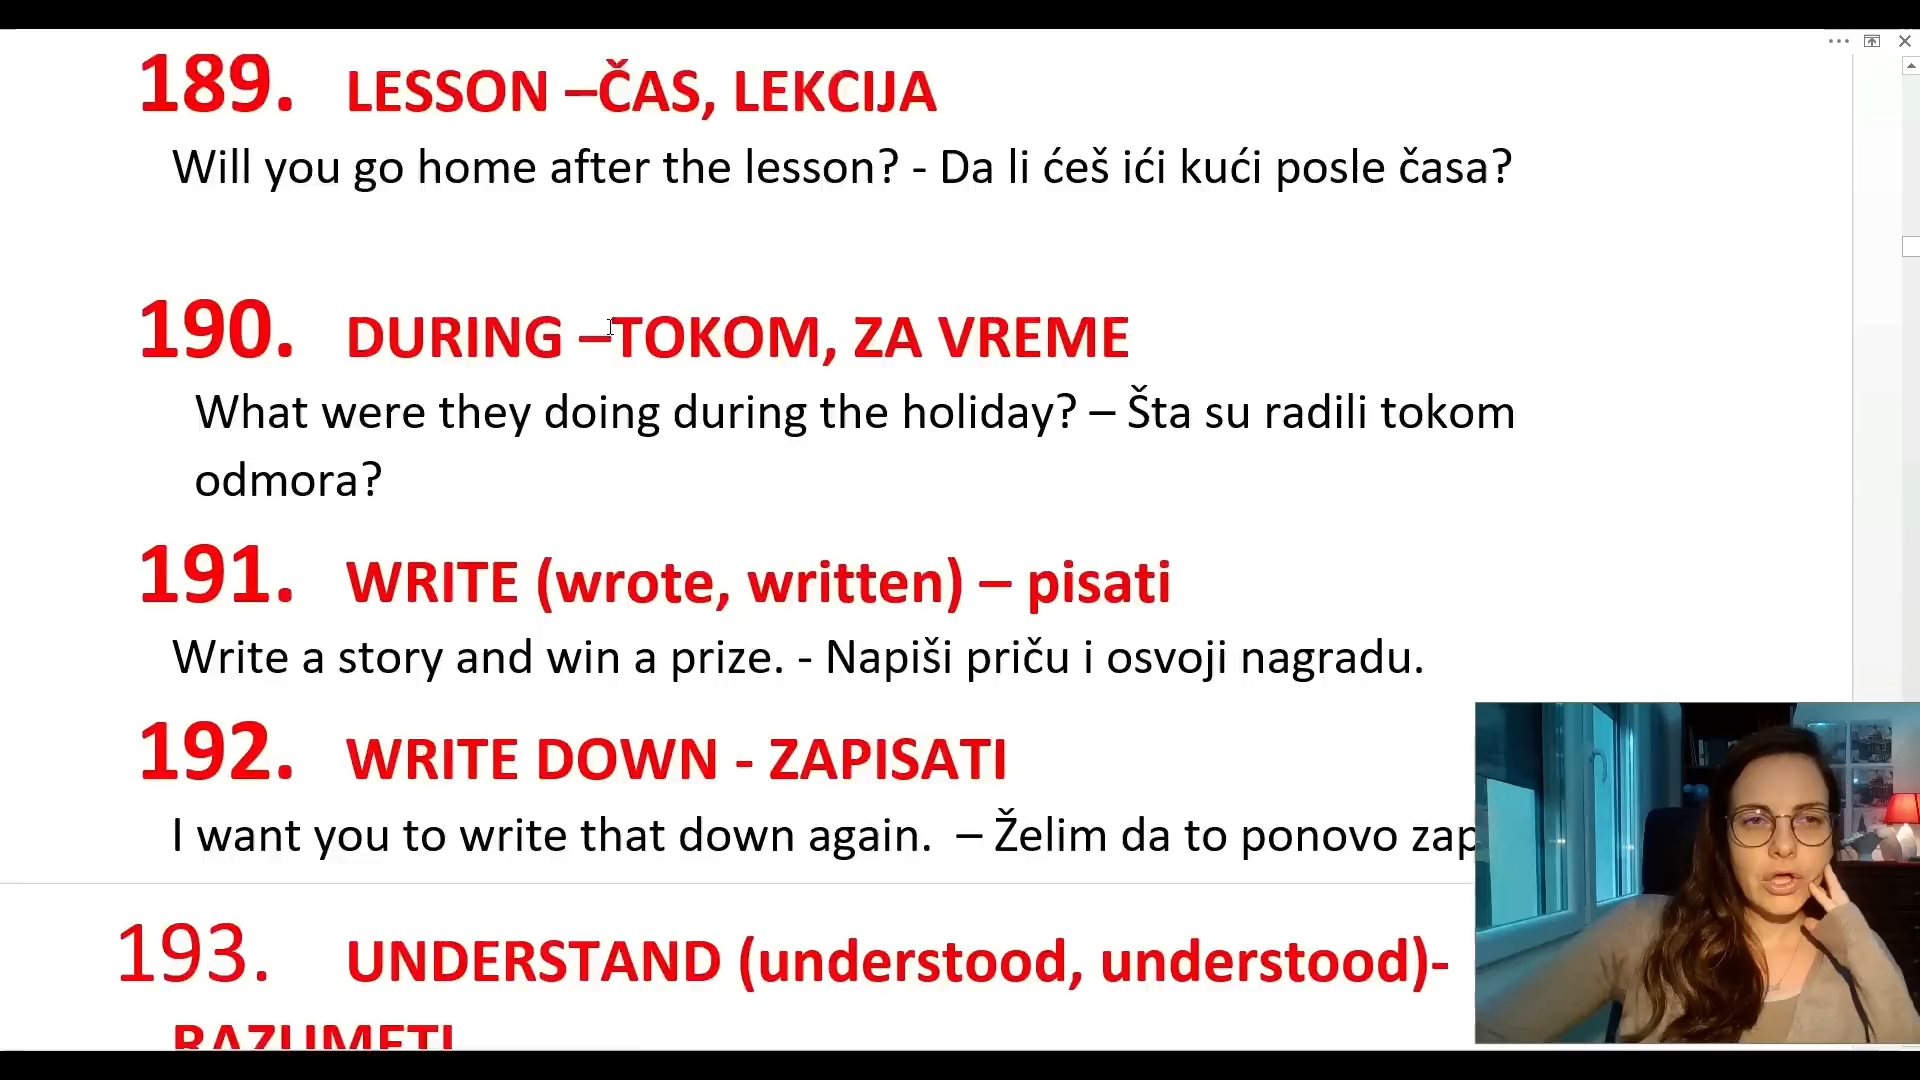 189. LESSON –ČAS, LEKCIJA
Will you go home after the lesson? - Da li ćeš ići kući posle časa?
190. DURING –TOKOM, ZA VREME
What were they doing during the holiday? – Šta su radili tokom
odmora?
191. WRITE (wrote, written) – pisati
Write a story and win a prize. - Napiši priču i osvoji nagradu.
192. WRITE DOWN - ZAPISATI
I want you to write that down again. – Želim da to ponovo zap
193. UNDERSTAND (understood, understood)-
RAZUMETI